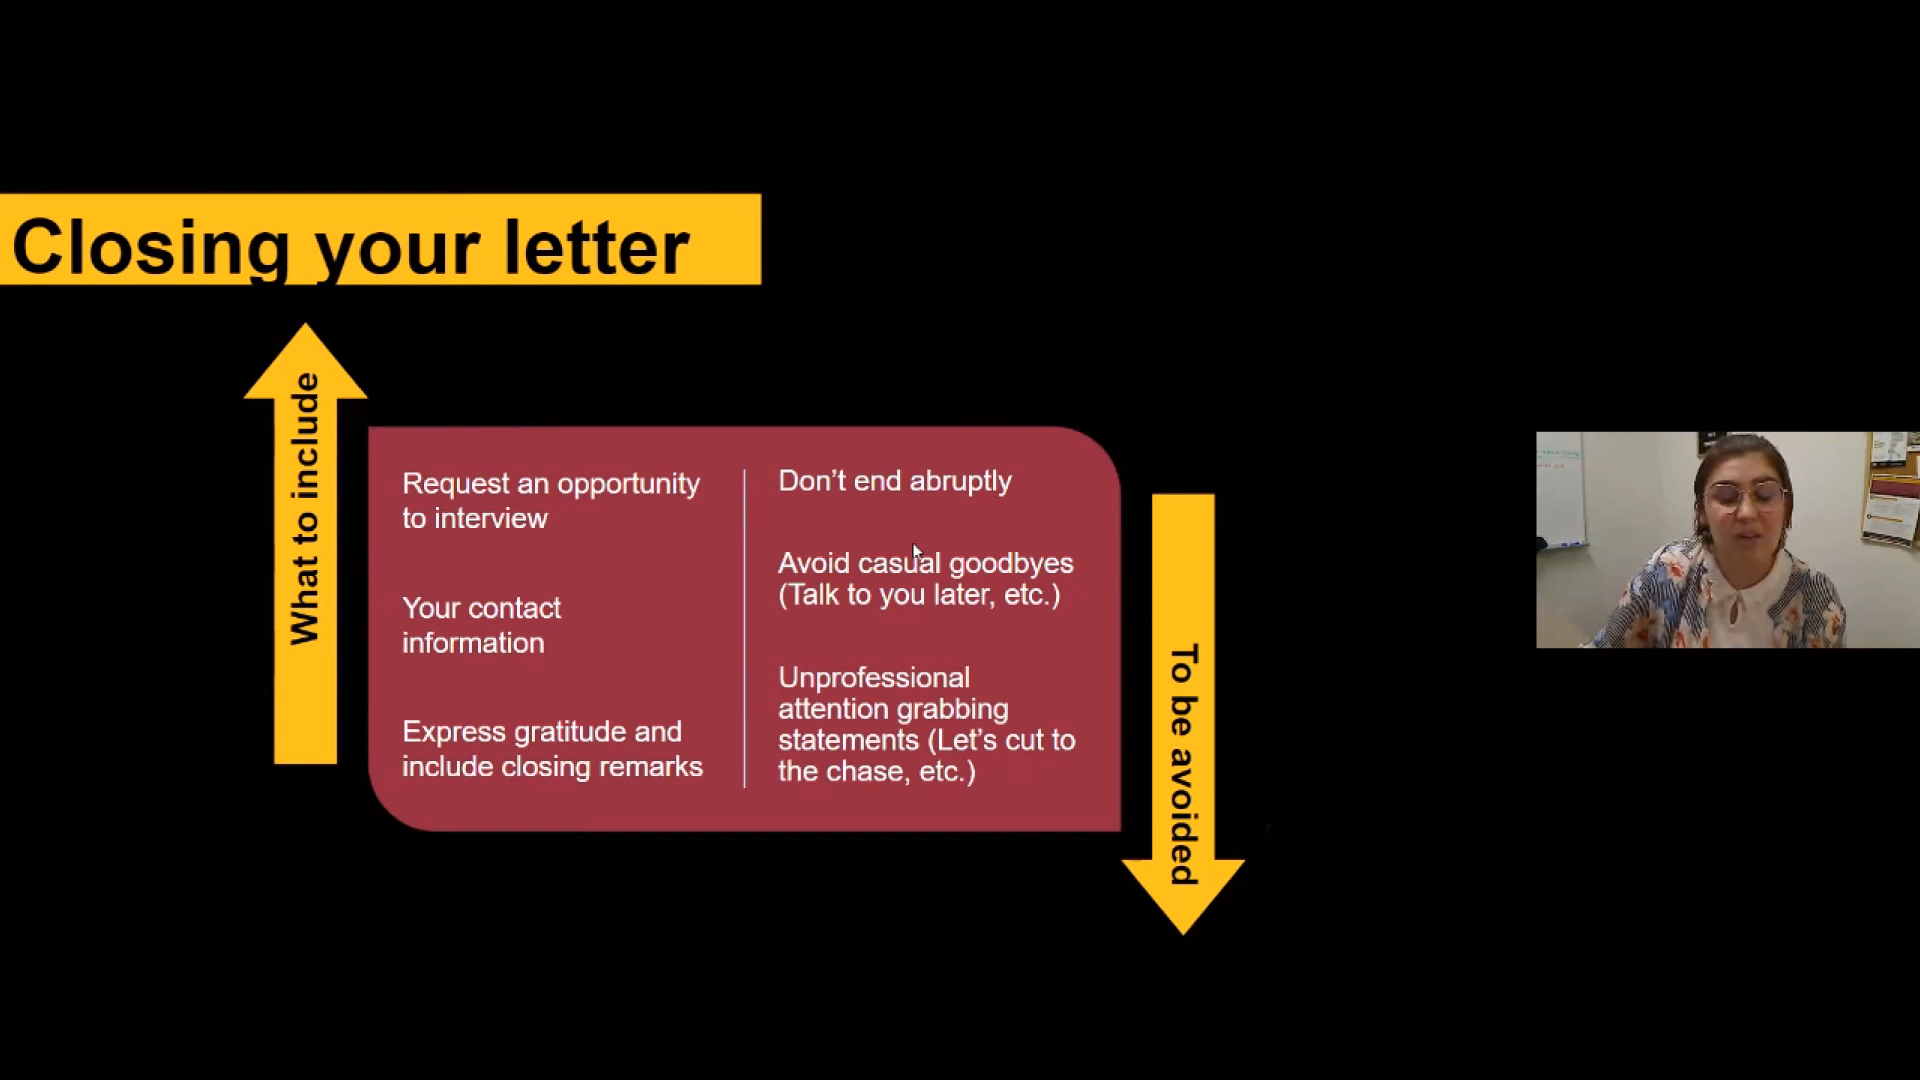 Closing your letter
What to include
Request an opportunity
to interview
Your contact
information
Express gratitude and
include closing remarks
Don’t end abruptly
Avoid casual goodbyes
(Talk to you later, etc.)
Unprofessional
attention grabbing
statements (Let’s cut to
the chase, etc.)
To be avoided